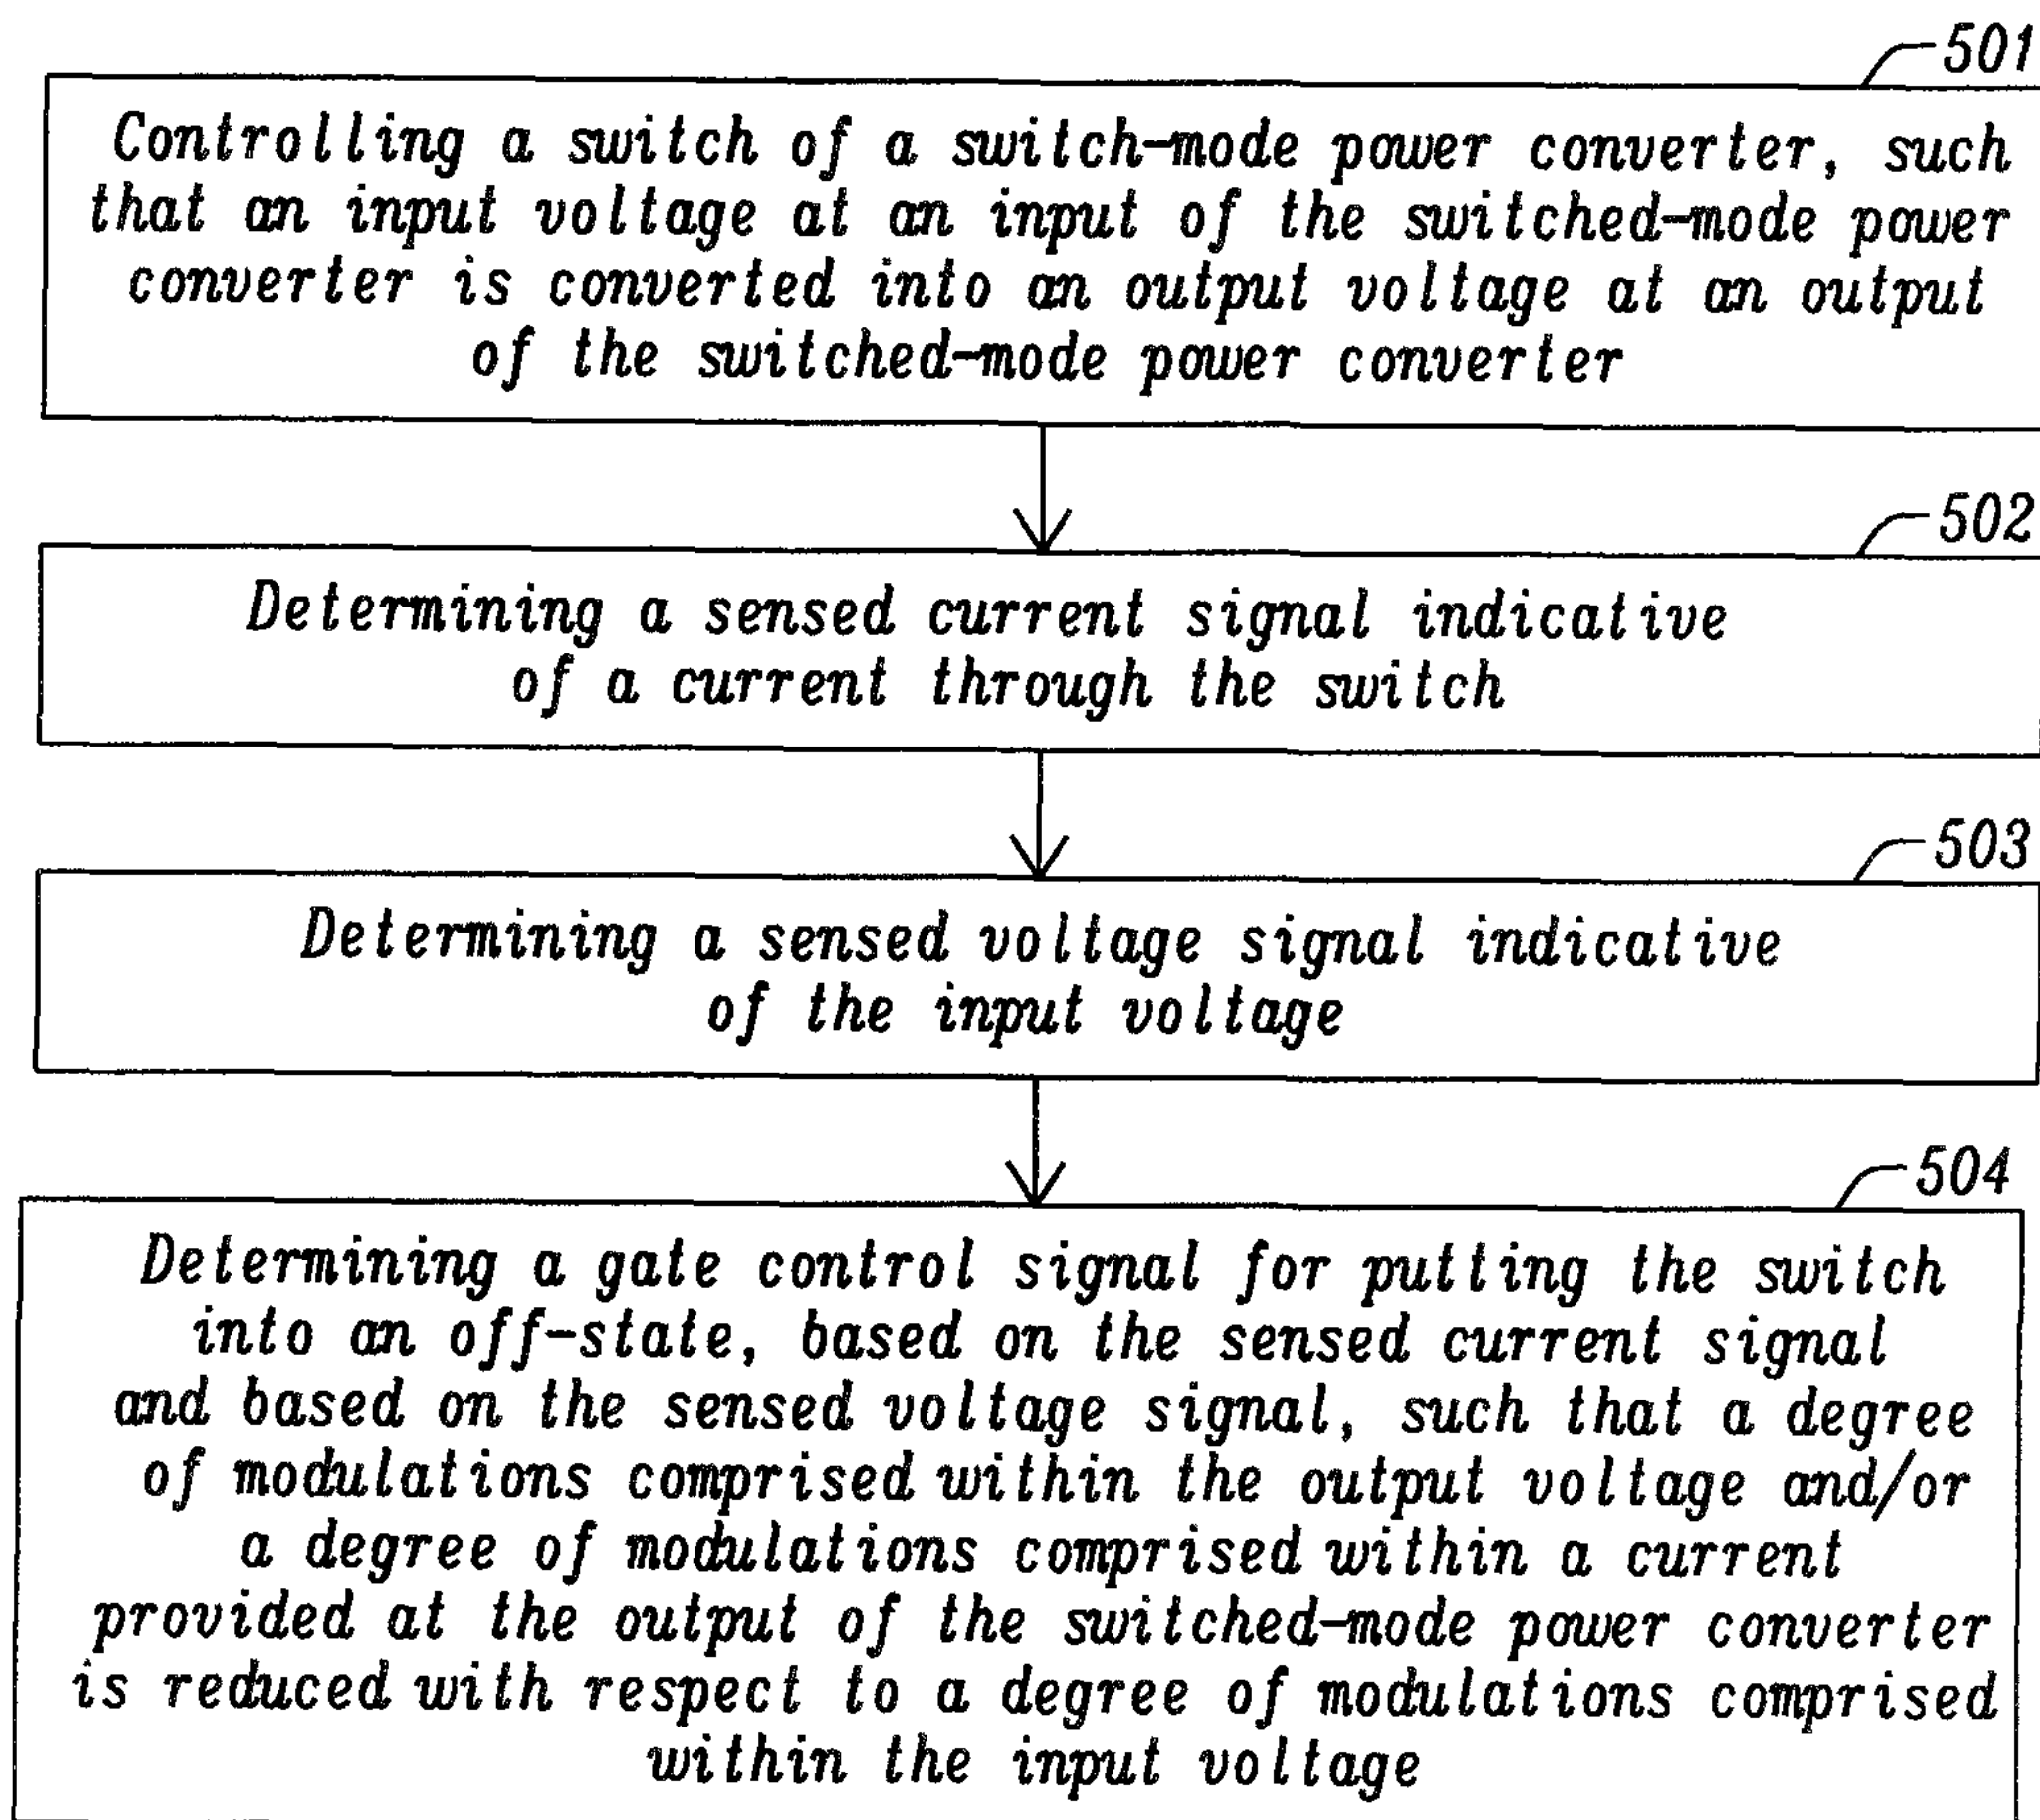 501
Controlling a switch of a switch-mode power converter, such
that an input voltage at an input of the switched-mode power
converter is converted into an output voltage at an output
of the switched-mode power converter
502
Determining a sensed current signal indicative
of a current through the switch
503
Determining a sensed voltage signal indicative
of the input voltage
504
Determining a gate control signal for putting the switch
into an off-state, based on the sensed current signal
and based on the sensed voltage signal, such that a degree
of modulations comprised within the output voltage and/or
a degree of modulations comprised within a current
provided at the output of the switched-mode power converter
is reduced with respect to a degree of modulations comprised
within the input voltage